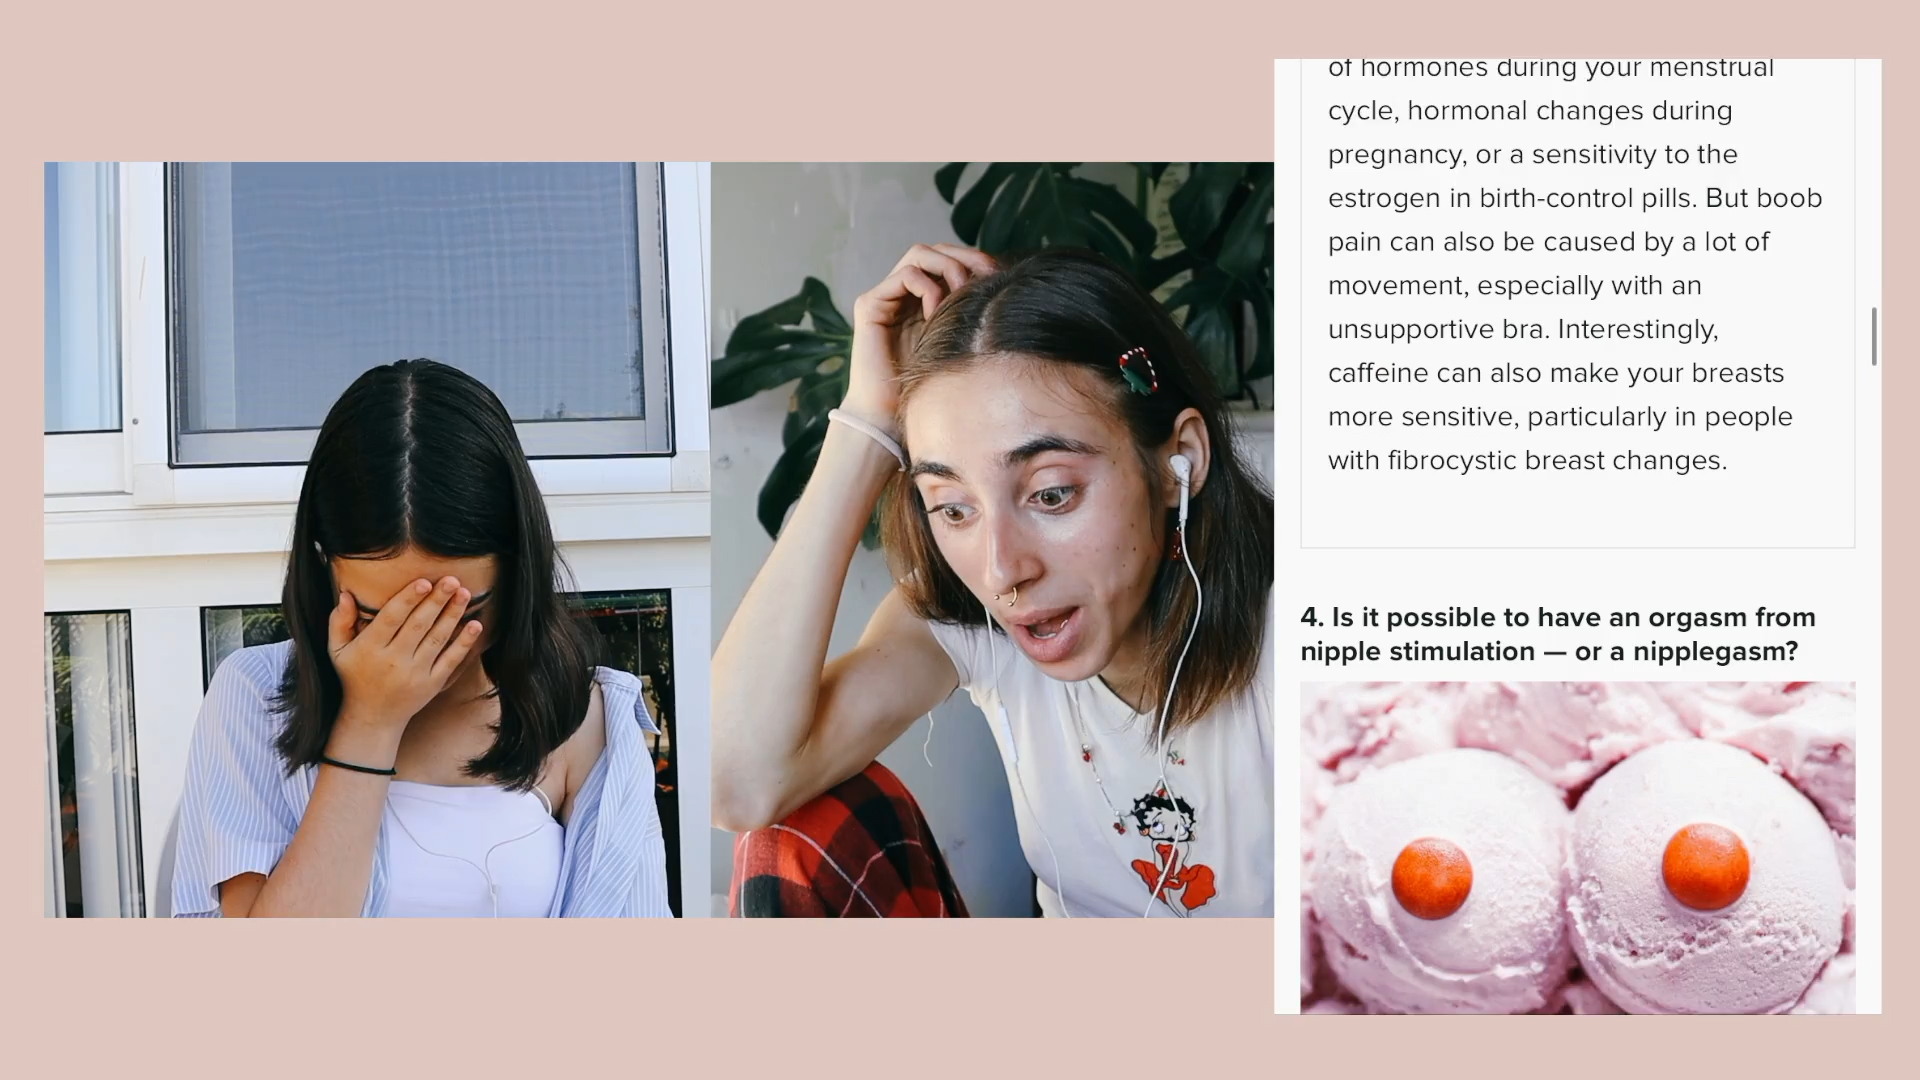 of hormones during your menstrual
cycle, hormonal changes during
pregnancy, or a sensitivity to the
estrogen in birth-control pills. But boob
pain can also be caused by a lot of
movement, especially with an
unsupportive bra. Interestingly,
caffeine can also make your breasts
more sensitive, particularly in people
with fibrocystic breast changes.
4. Is it possible to have an orgasm from
nipple stimulation — or a nipplegasm?